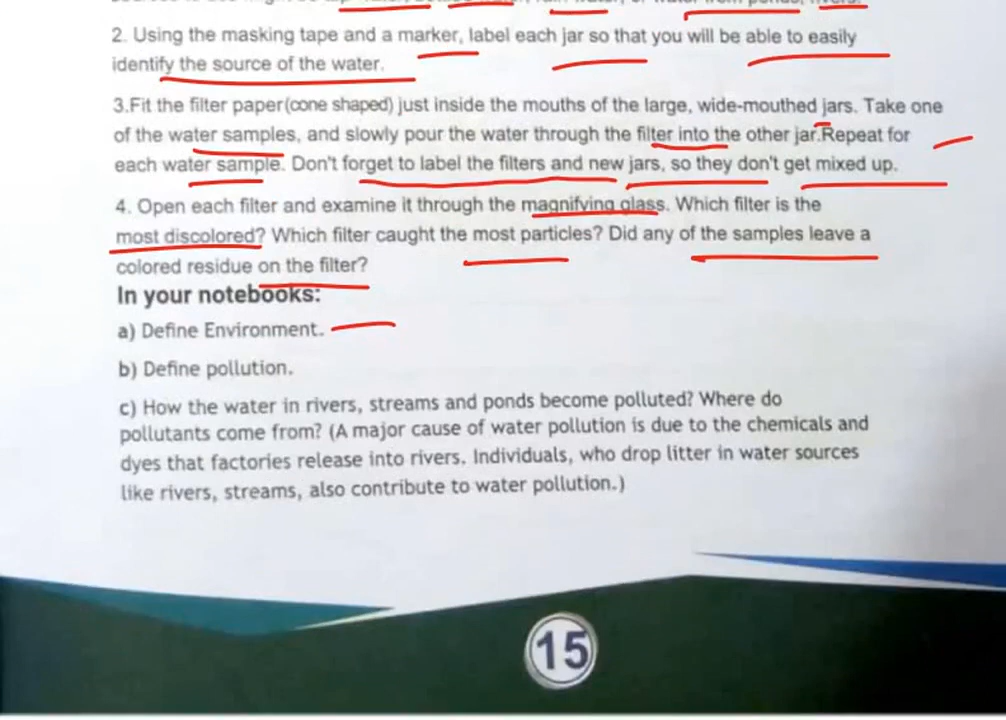 2. Using the masking tape and a marker, label each jar so that you will be able to easily
identify the source of the water.
3.Fit the filter paper(cone shaped) just inside the mouths of the large, wide-mouthed jars. Take one
of the water samples, and slowly pour the water through the filter into the other jar.Repeat for
each water sample. Don't forget to label the filters and new jars, so they don't get mixed up.
4. Open each filter and examine it through the magnifying glass. Which filter is the
most discolored? Which filter caught the most particles? Did any of the samples leave a
colored residue on the filter?
In your notebooks:
a) Define Environment.
b) Define pollution.
c) How the water in rivers, streams and ponds become polluted? Where do
pollutants come from? (A major cause of water pollution is due to the chemicals and
dyes that factories release into rivers. Individuals, who drop litter in water sources
like rivers, streams, also contribute to water pollution.)
15